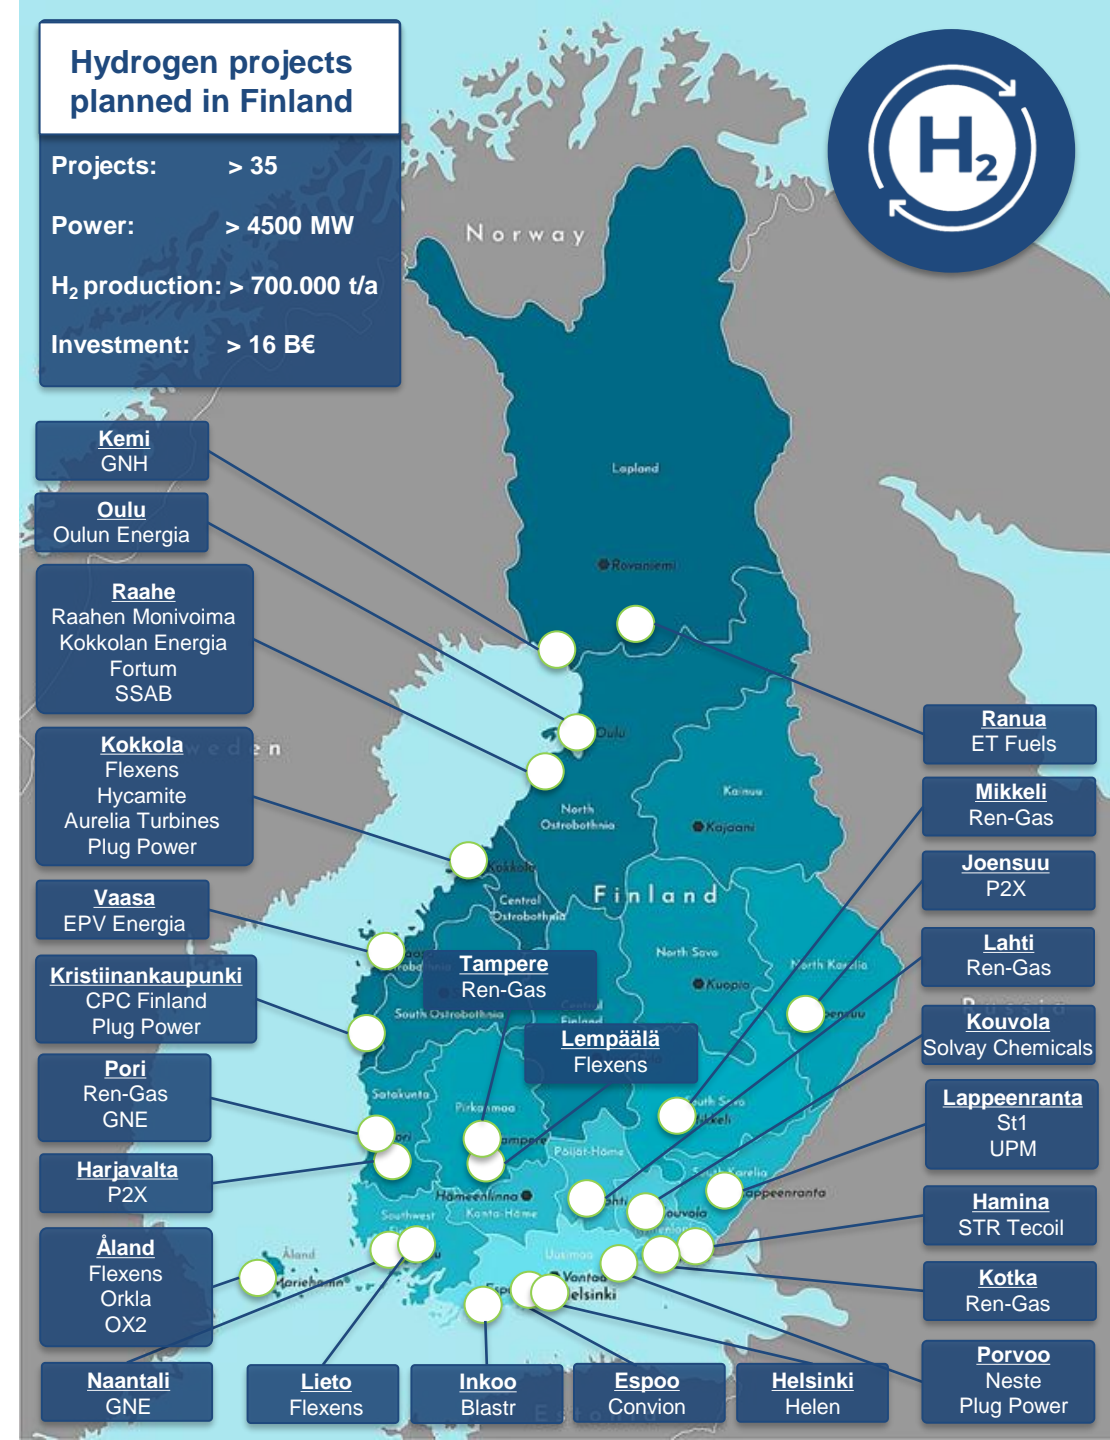 Hydrogen projects
planned in Finland
Projects: > 35
Power: > 4500 MW
H₂ production: > 700.000 t/a
Investment: > 16 B€
H₂
Norway
Lapland
Rovaniemi
Kemi
GNH
Oulu
Oulun Energia
Raahe
Raahen Monivoima
Kokkolan Energia
Fortum
SSAB
Kokkola
Flexens
Hycamite
Aurelia Turbines
Plug Power
Vaasa
EPV Energia
Kristiinankaupunki
CPC Finland
Plug Power
Pori
Ren-Gas
GNE
Harjavalta
P2X
Åland
Flexens
Orkla
OX2
Naantali
GNE
Lieto
Flexens
Inkoo
Blastr
Espoo
Convion
Helsinki
Helen
Tampere
Ren-Gas
Lempäälä
Flexens
Ranua
ET Fuels
Mikkeli
Ren-Gas
Joensuu
P2X
Lahti
Ren-Gas
Kouvola
Solvay Chemicals
Lappeenranta
St1
UPM
Hamina
STR Tecoil
Kotka
Ren-Gas
Porvoo
Neste
Plug Power
Oulu
North
Ostrobothnia
Kainuu
Kajaani
Kokkola
Central
Ostrobothnia
Finland
North Savo
Kuopio
North Karelia
South Ostrobothnia
Central
Finland
Satakunta
Pirkanmaa
Päijät-Häme
South Savo
South Karelia
Hämeenlinna
Kanta-Häme
Southwest
Uusimaa
Vantaa
Åland
Mariehamn
Estonia
Russia